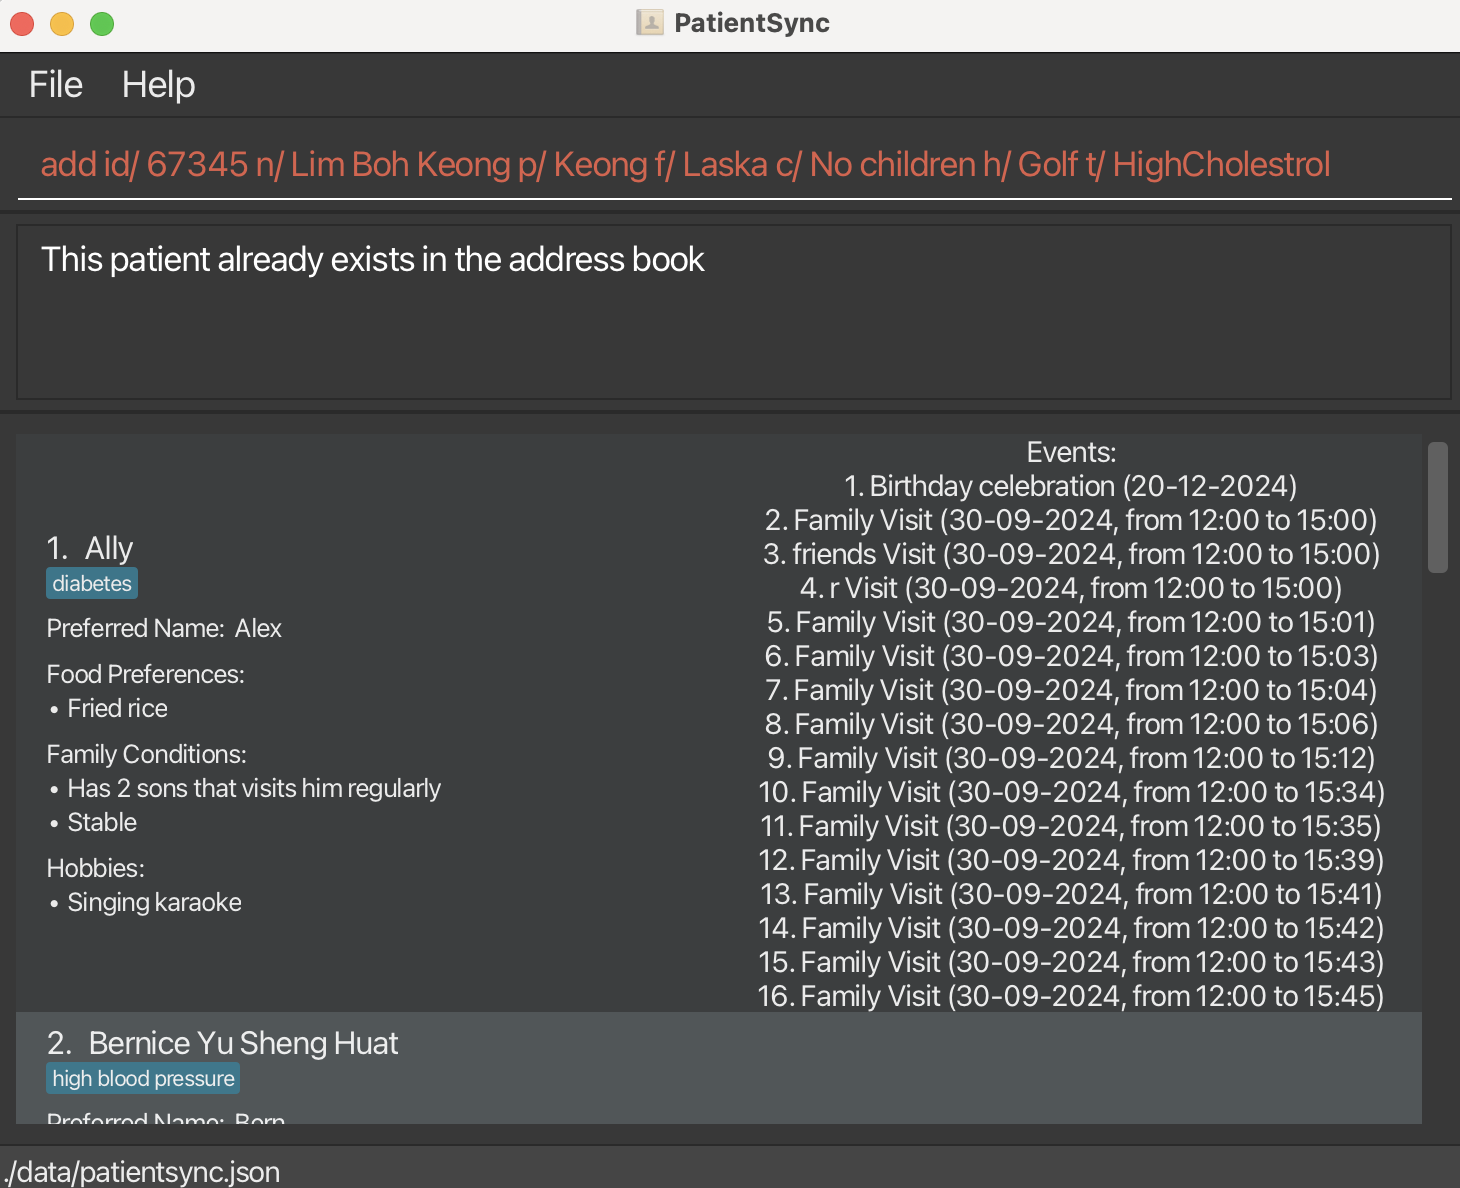 PatientSync
File Help
add id/ 67345 n/ Lim Boh Keong p/ Keong f/ Laska c/ No children h/ Golf t/ HighCholestrol
This patient already exists in the address book
1. Ally
diabetes
Preferred Name: Alex
Food Preferences:
• Fried rice
Family Conditions:
• Has 2 sons that visits him regularly
• Stable
Hobbies:
• Singing karaoke
Events:
1. Birthday celebration (20-12-2024)
2. Family Visit (30-09-2024, from 12:00 to 15:00)
3. friends Visit (30-09-2024, from 12:00 to 15:00)
4. r Visit (30-09-2024, from 12:00 to 15:00)
5. Family Visit (30-09-2024, from 12:00 to 15:01)
6. Family Visit (30-09-2024, from 12:00 to 15:03)
7. Family Visit (30-09-2024, from 12:00 to 15:04)
8. Family Visit (30-09-2024, from 12:00 to 15:06)
9. Family Visit (30-09-2024, from 12:00 to 15:12)
10. Family Visit (30-09-2024, from 12:00 to 15:34)
11. Family Visit (30-09-2024, from 12:00 to 15:35)
12. Family Visit (30-09-2024, from 12:00 to 15:39)
13. Family Visit (30-09-2024, from 12:00 to 15:41)
14. Family Visit (30-09-2024, from 12:00 to 15:42)
15. Family Visit (30-09-2024, from 12:00 to 15:43)
16. Family Visit (30-09-2024, from 12:00 to 15:45)
2. Bernice Yu Sheng Huat
high blood pressure
Preferred Name: Bern
./data/patientsync.json